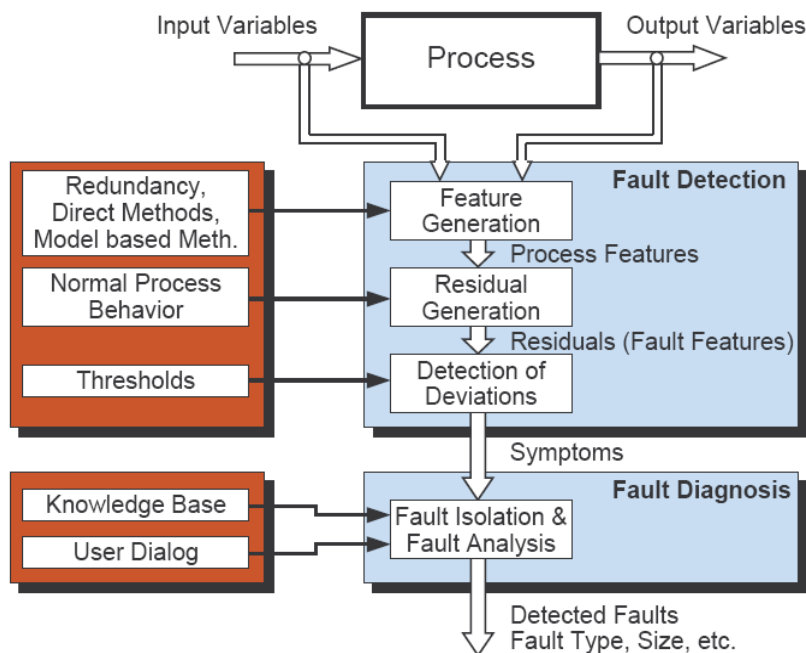 Input Variables
Output Variables
Process
Redundancy,
Direct Methods,
Model based Meth.
Fault Detection
Feature
Generation
Process Features
Normal Process
Behavior
Residual
Generation
Residuals (Fault Features)
Thresholds
Detection of
Deviations
Symptoms
Fault Diagnosis
Knowledge Base
User Dialog
Fault Isolation &
Fault Analysis
Detected Faults
Fault Type, Size, etc.